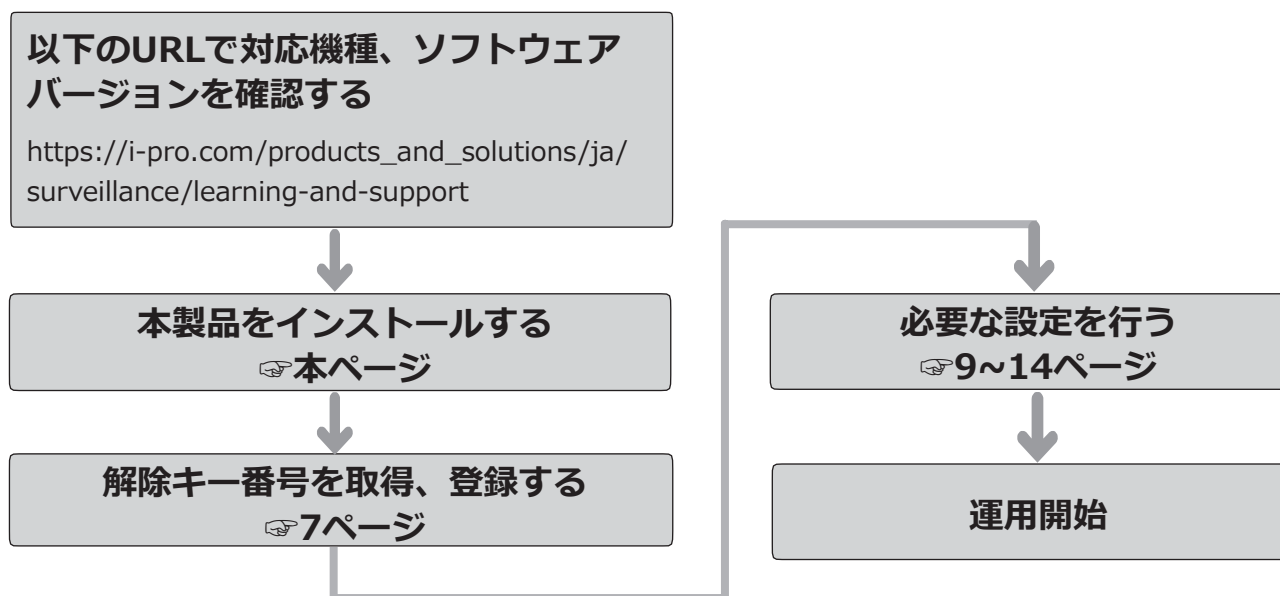 以下のURLで対応機種、ソフトウェア
バージョンを確認する
https://i-pro.com/products_and_solutions/ja/
surveillance/learning-and-support
本製品をインストールする
☞本ページ
解除キー番号を取得、登録する
☞7ページ
必要な設定を行う
☞9~14ページ
運用開始